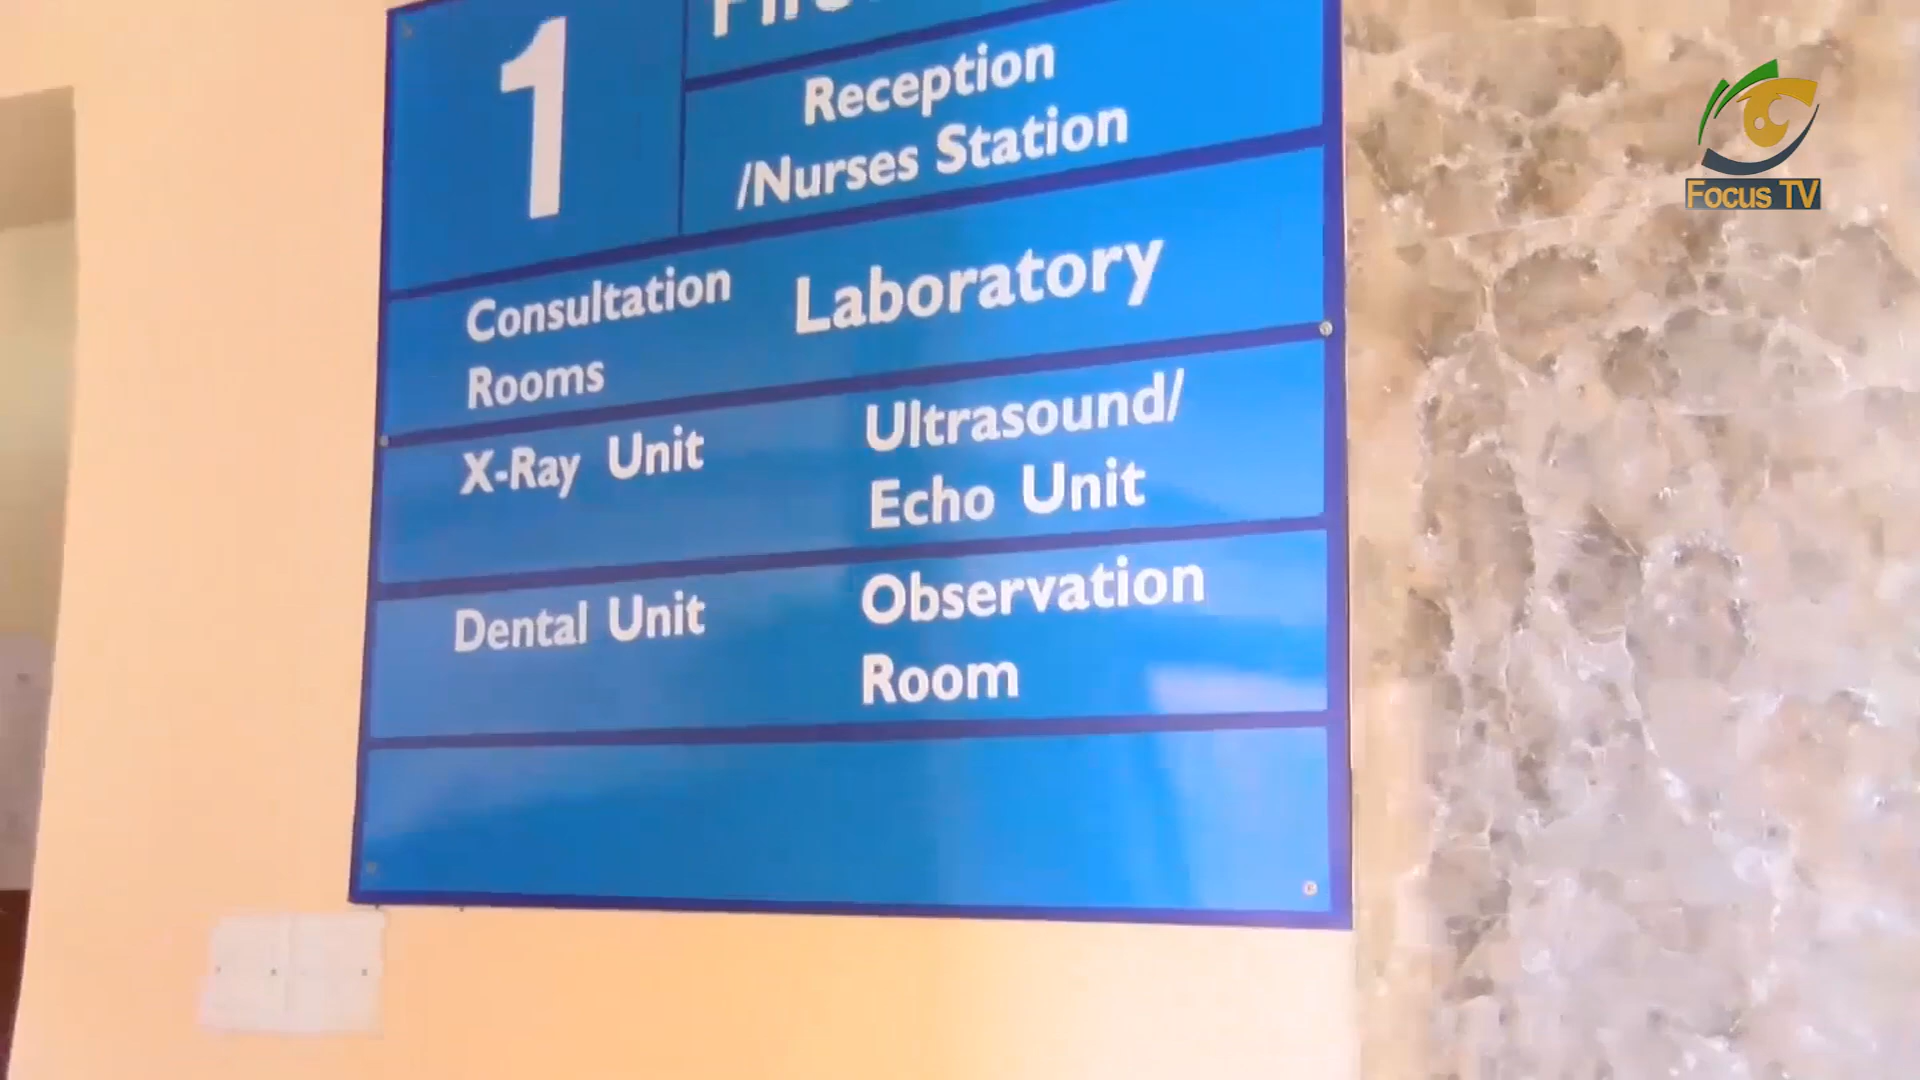 1
Reception
/Nurses Station
Consultation
Rooms
Laboratory
X-Ray Unit
Ultrasound/
Echo Unit
Dental Unit
Observation
Room
Focus TV